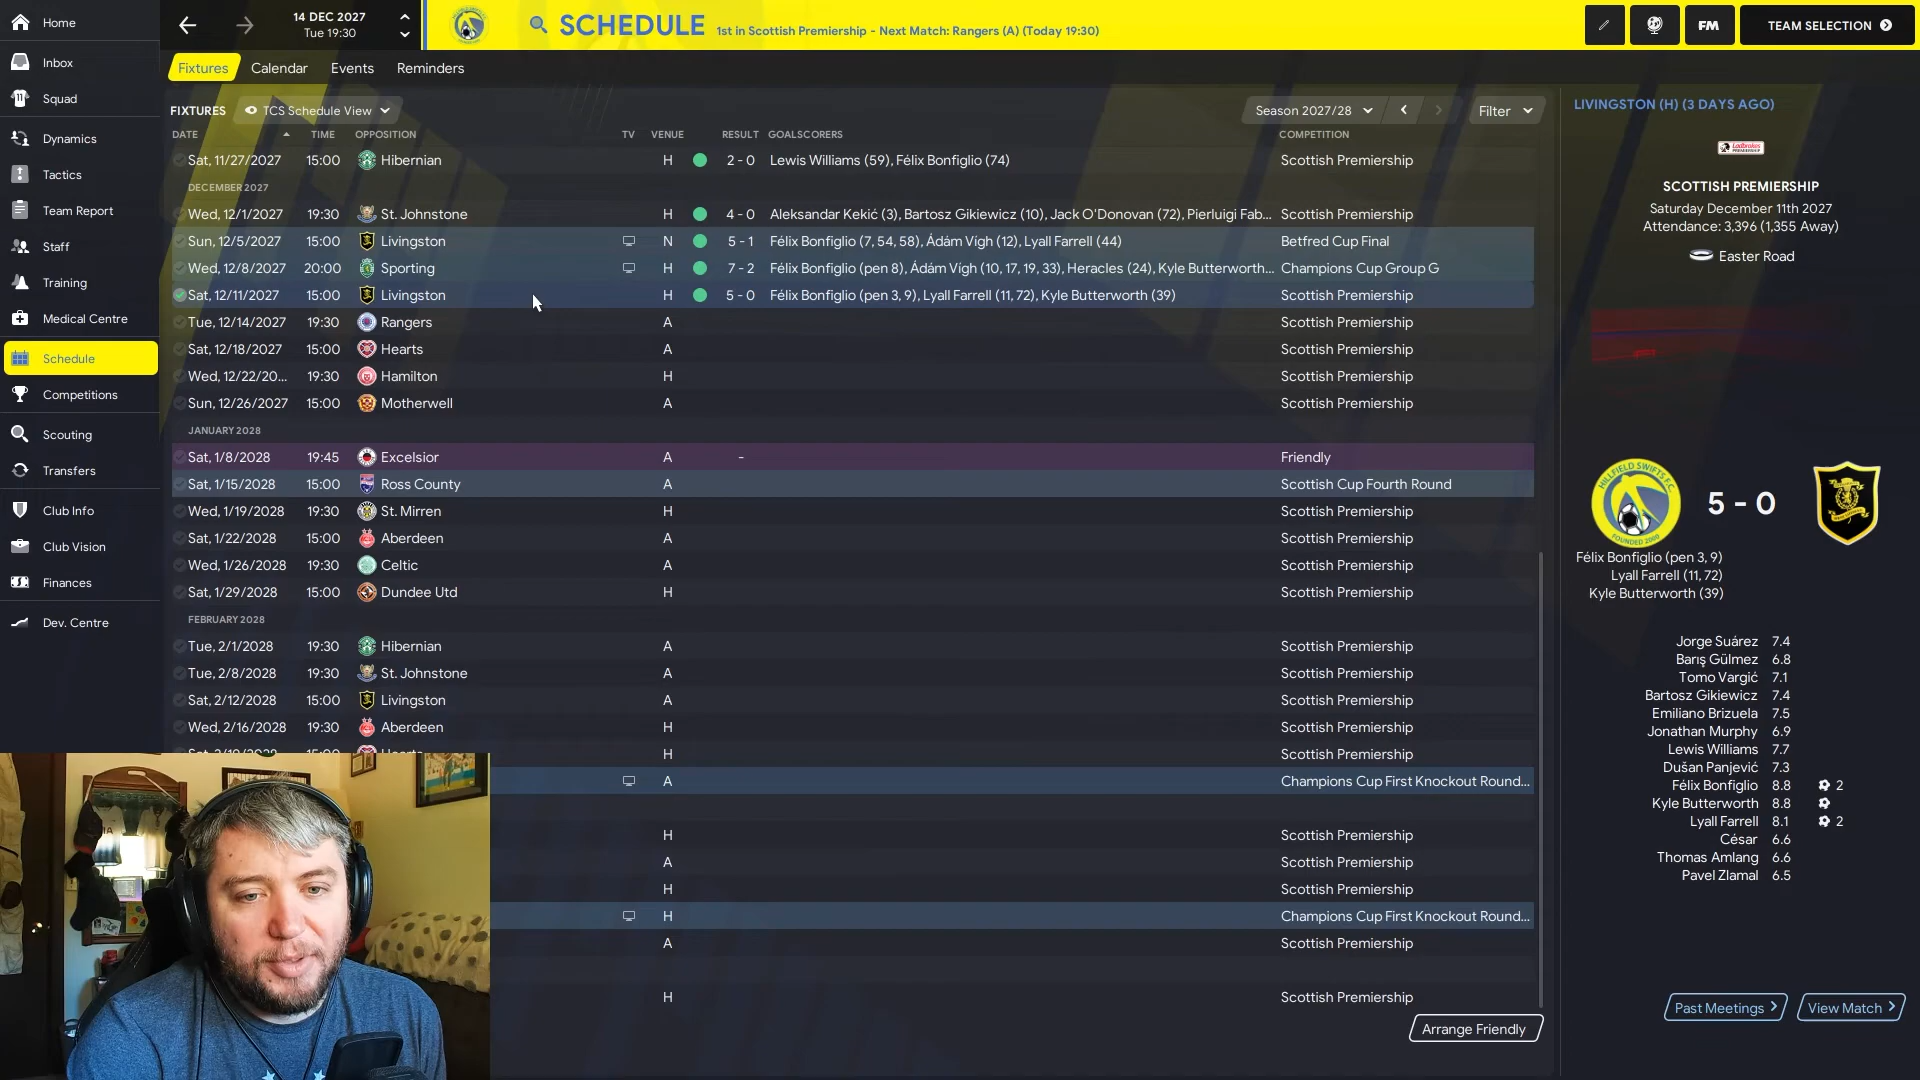 Home
Inbox
Squad
Dynamics
Tactics
Team Report
Staff
Training
Medical Centre
Schedule
Competitions
Scouting
Transfers
Club Info
Club Vision
Finances
Dev. Centre
14 DEC 2027
Tue 19:30
SCHEDULE 1st in Scottish Premiership - Next Match: Rangers (A) (Today 19:30)
FM
TEAM SELECTION
Fixtures Calendar Events Reminders
FIXTURES TCS Schedule View Season 2027/28 Filter
DATE TIME OPPOSITION TV VENUE RESULT GOALSCORERS COMPETITION
Sat, 11/27/2027 15:00 Hibernian H 2 - 0 Lewis Williams (59), Félix Bonfiglio (74) Scottish Premiership
DECEMBER 2027
Wed, 12/1/2027 19:30 St. Johnstone H 4 - 0 Aleksandar Kekić (3), Bartosz Gikiewicz (10), Jack O'Donovan (72), Pierluigi Fab... Scottish Premiership
Sun, 12/5/2027 15:00 Livingston N 5 - 1 Félix Bonfiglio (7, 54, 58), Ádám Vígh (12), Lyall Farrell (44) Betfred Cup Final
Wed, 12/8/2027 20:00 Sporting H 7 - 2 Félix Bonfiglio (pen 8), Ádám Vígh (10, 17, 19, 33), Heracles (24), Kyle Butterworth... Champions Cup Group G
Sat, 12/11/2027 15:00 Livingston H 5 - 0 Félix Bonfiglio (pen 3, 9), Lyall Farrell (11, 72), Kyle Butterworth (39) Scottish Premiership
Tue, 12/14/2027 19:30 Rangers A Scottish Premiership
Sat, 12/18/2027 15:00 Hearts A Scottish Premiership
Wed, 12/22/20... 19:30 Hamilton H Scottish Premiership
Sun, 12/26/2027 15:00 Motherwell A Scottish Premiership
JANUARY 2028
Sat, 1/8/2028 19:45 Excelsior A - Friendly
Sat, 1/15/2028 15:00 Ross County A Scottish Cup Fourth Round
Wed, 1/19/2028 19:30 St. Mirren H Scottish Premiership
Sat, 1/22/2028 15:00 Aberdeen A Scottish Premiership
Wed, 1/26/2028 19:30 Celtic A Scottish Premiership
Sat, 1/29/2028 15:00 Dundee Utd H Scottish Premiership
FEBRUARY 2028
Tue, 2/1/2028 19:30 Hibernian A Scottish Premiership
Tue, 2/8/2028 19:30 St. Johnstone A Scottish Premiership
Sat, 2/12/2028 15:00 Livingston A Scottish Premiership
Wed, 2/16/2028 19:30 Aberdeen H Scottish Premiership
Sat, 2/19/2028 15:00 Hearts H Scottish Premiership
A Champions Cup First Knockout Round...
H Scottish Premiership
A Scottish Premiership
H Scottish Premiership
H Champions Cup First Knockout Round...
A Scottish Premiership
H Scottish Premiership
Arrange Friendly
LIVINGSTON (H) (3 DAYS AGO)
Ladbrokes
PREMIERSHIP
SCOTTISH PREMIERSHIP
Saturday December 11th 2027
Attendance: 3,396 (1,355 Away)
Easter Road
HILLFIELD SWIFTS F.C.
FOUNDED 2000
5 - 0
Félix Bonfiglio (pen 3, 9)
Lyall Farrell (11, 72)
Kyle Butterworth (39)
Jorge Suárez 7.4
Barış Gülmez 6.8
Tomo Vargić 7.1
Bartosz Gikiewicz 7.4
Emiliano Brizuela 7.5
Jonathan Murphy 6.9
Lewis Williams 7.7
Dušan Panjević 7.3
Félix Bonfiglio 8.8 2
Kyle Butterworth 8.8
Lyall Farrell 8.1 2
César 6.6
Thomas Amlang 6.6
Pavel Zlamal 6.5
Past Meetings
View Match